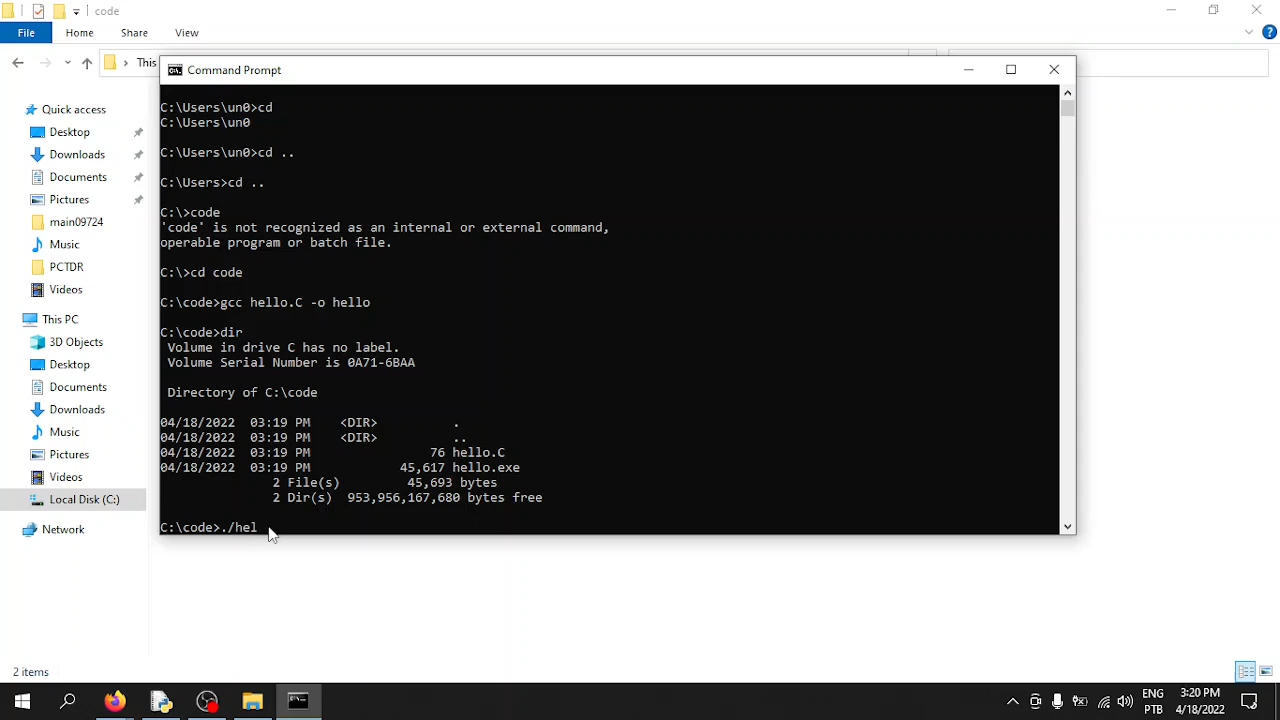 code
File
Home
Share
View
This
Command Prompt
Quick access
Desktop
Downloads
Documents
Pictures
main09724
Music
PCTDR
Videos
This PC
3D Objects
Desktop
Documents
Downloads
Music
Pictures
Videos
Local Disk (C:)
Network
C:\Users\un0>cd
C:\Users\un0
C:\Users\un0>cd ..
C:\Users>cd ..
C:\>code
'code' is not recognized as an internal or external command,
operable program or batch file.
C:\>cd code
C:\code>gcc hello.C -o hello
C:\code>dir
Volume in drive C has no label.
Volume Serial Number is 0A71-6BAA
Directory of C:\code
04/18/2022  03:19 PM    <DIR>          .
04/18/2022  03:19 PM    <DIR>          ..
04/18/2022  03:19 PM                76 hello.C
04/18/2022  03:19 PM            45,617 hello.exe
2 File(s)         45,693 bytes
2 Dir(s)  953,956,167,680 bytes free
C:\code>./hel
2 items
ENG
PTB
3:20 PM
4/18/2022